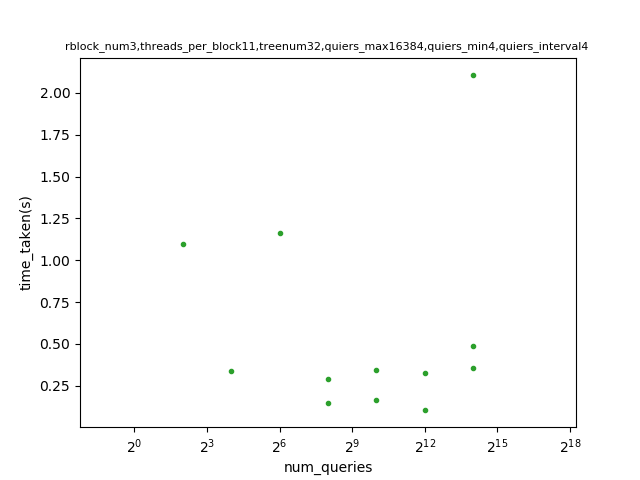 rblock_num3,threads_per_block11,treenum32,quiers_max16384,quiers_min4,quiers_interval4
2.00
1.75
1.50
1.25
1.00
0.75
0.50
0.25
time_taken(s)
2^0 2^3 2^6 2^9 2^12 2^15 2^18
num_queries